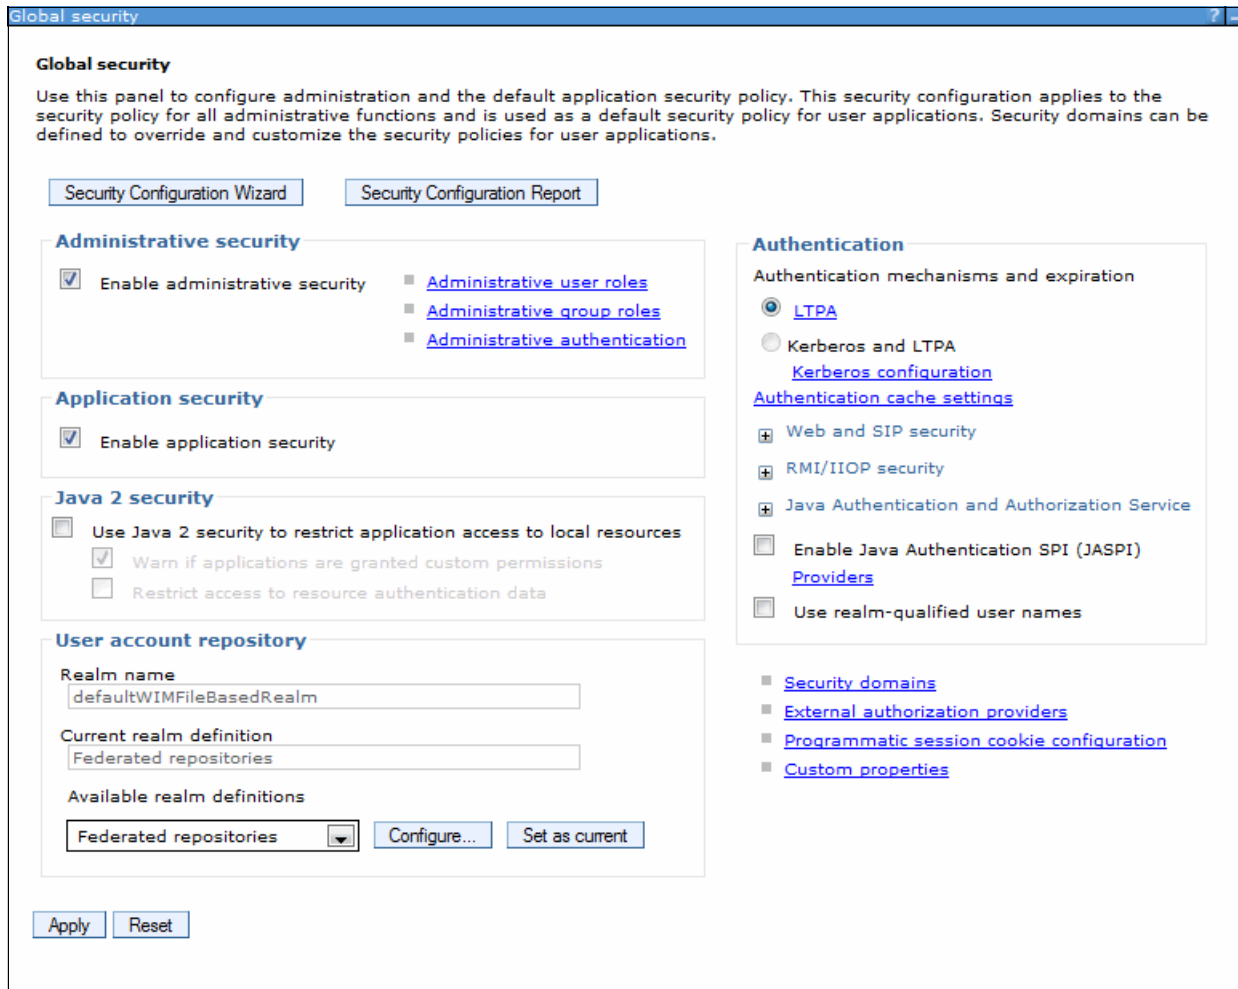 Global security
?
Global security
Use this panel to configure administration and the default application security policy. This security configuration applies to the
security policy for all administrative functions and is used as a default security policy for user applications. Security domains can be
defined to override and customize the security policies for user applications.
Security Configuration Wizard
Security Configuration Report
Administrative security
Enable administrative security
Administrative user roles
Administrative group roles
Administrative authentication
Application security
Enable application security
Java 2 security
Use Java 2 security to restrict application access to local resources
Warn if applications are granted custom permissions
Restrict access to resource authentication data
User account repository
Realm name
defaultWIMFileBasedRealm
Current realm definition
Federated repositories
Available realm definitions
Federated repositories
Configure...
Set as current
Authentication
Authentication mechanisms and expiration
LTPA
Kerberos and LTPA
Kerberos configuration
Authentication cache settings
Web and SIP security
RMI/IIOP security
Java Authentication and Authorization Service
Enable Java Authentication SPI (JASPI)
Providers
Use realm-qualified user names
Security domains
External authorization providers
Programmatic session cookie configuration
Custom properties
Apply
Reset